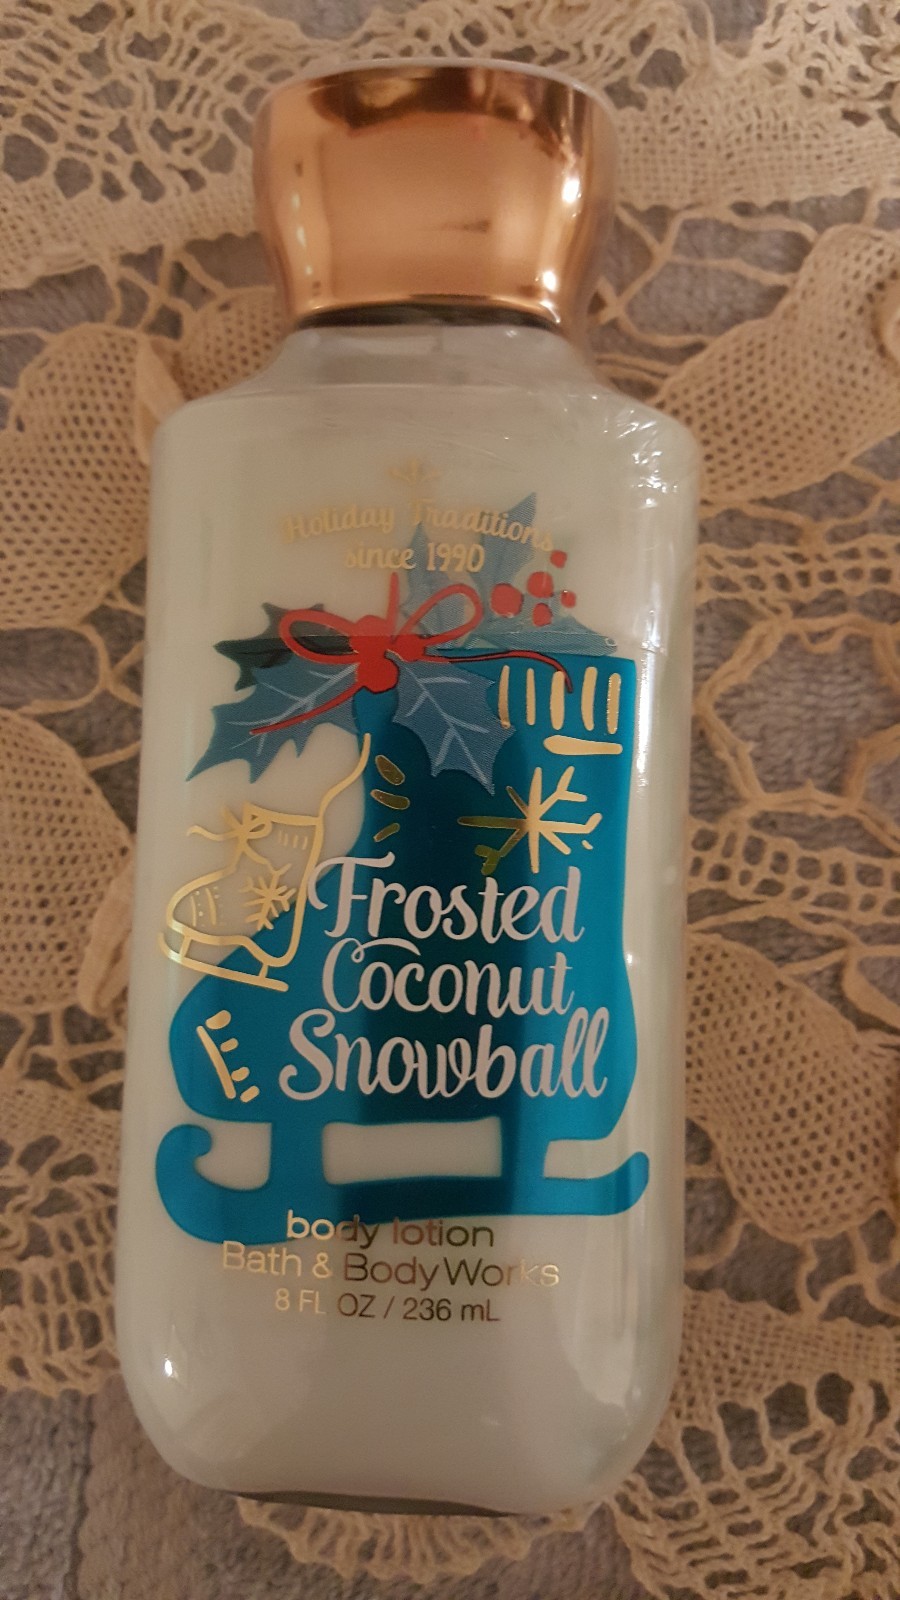 Holiday Traditions
since 1990
Frosted
Coconut
Snowball
body lotion
Bath & Body Works
8 FL OZ / 236 mL